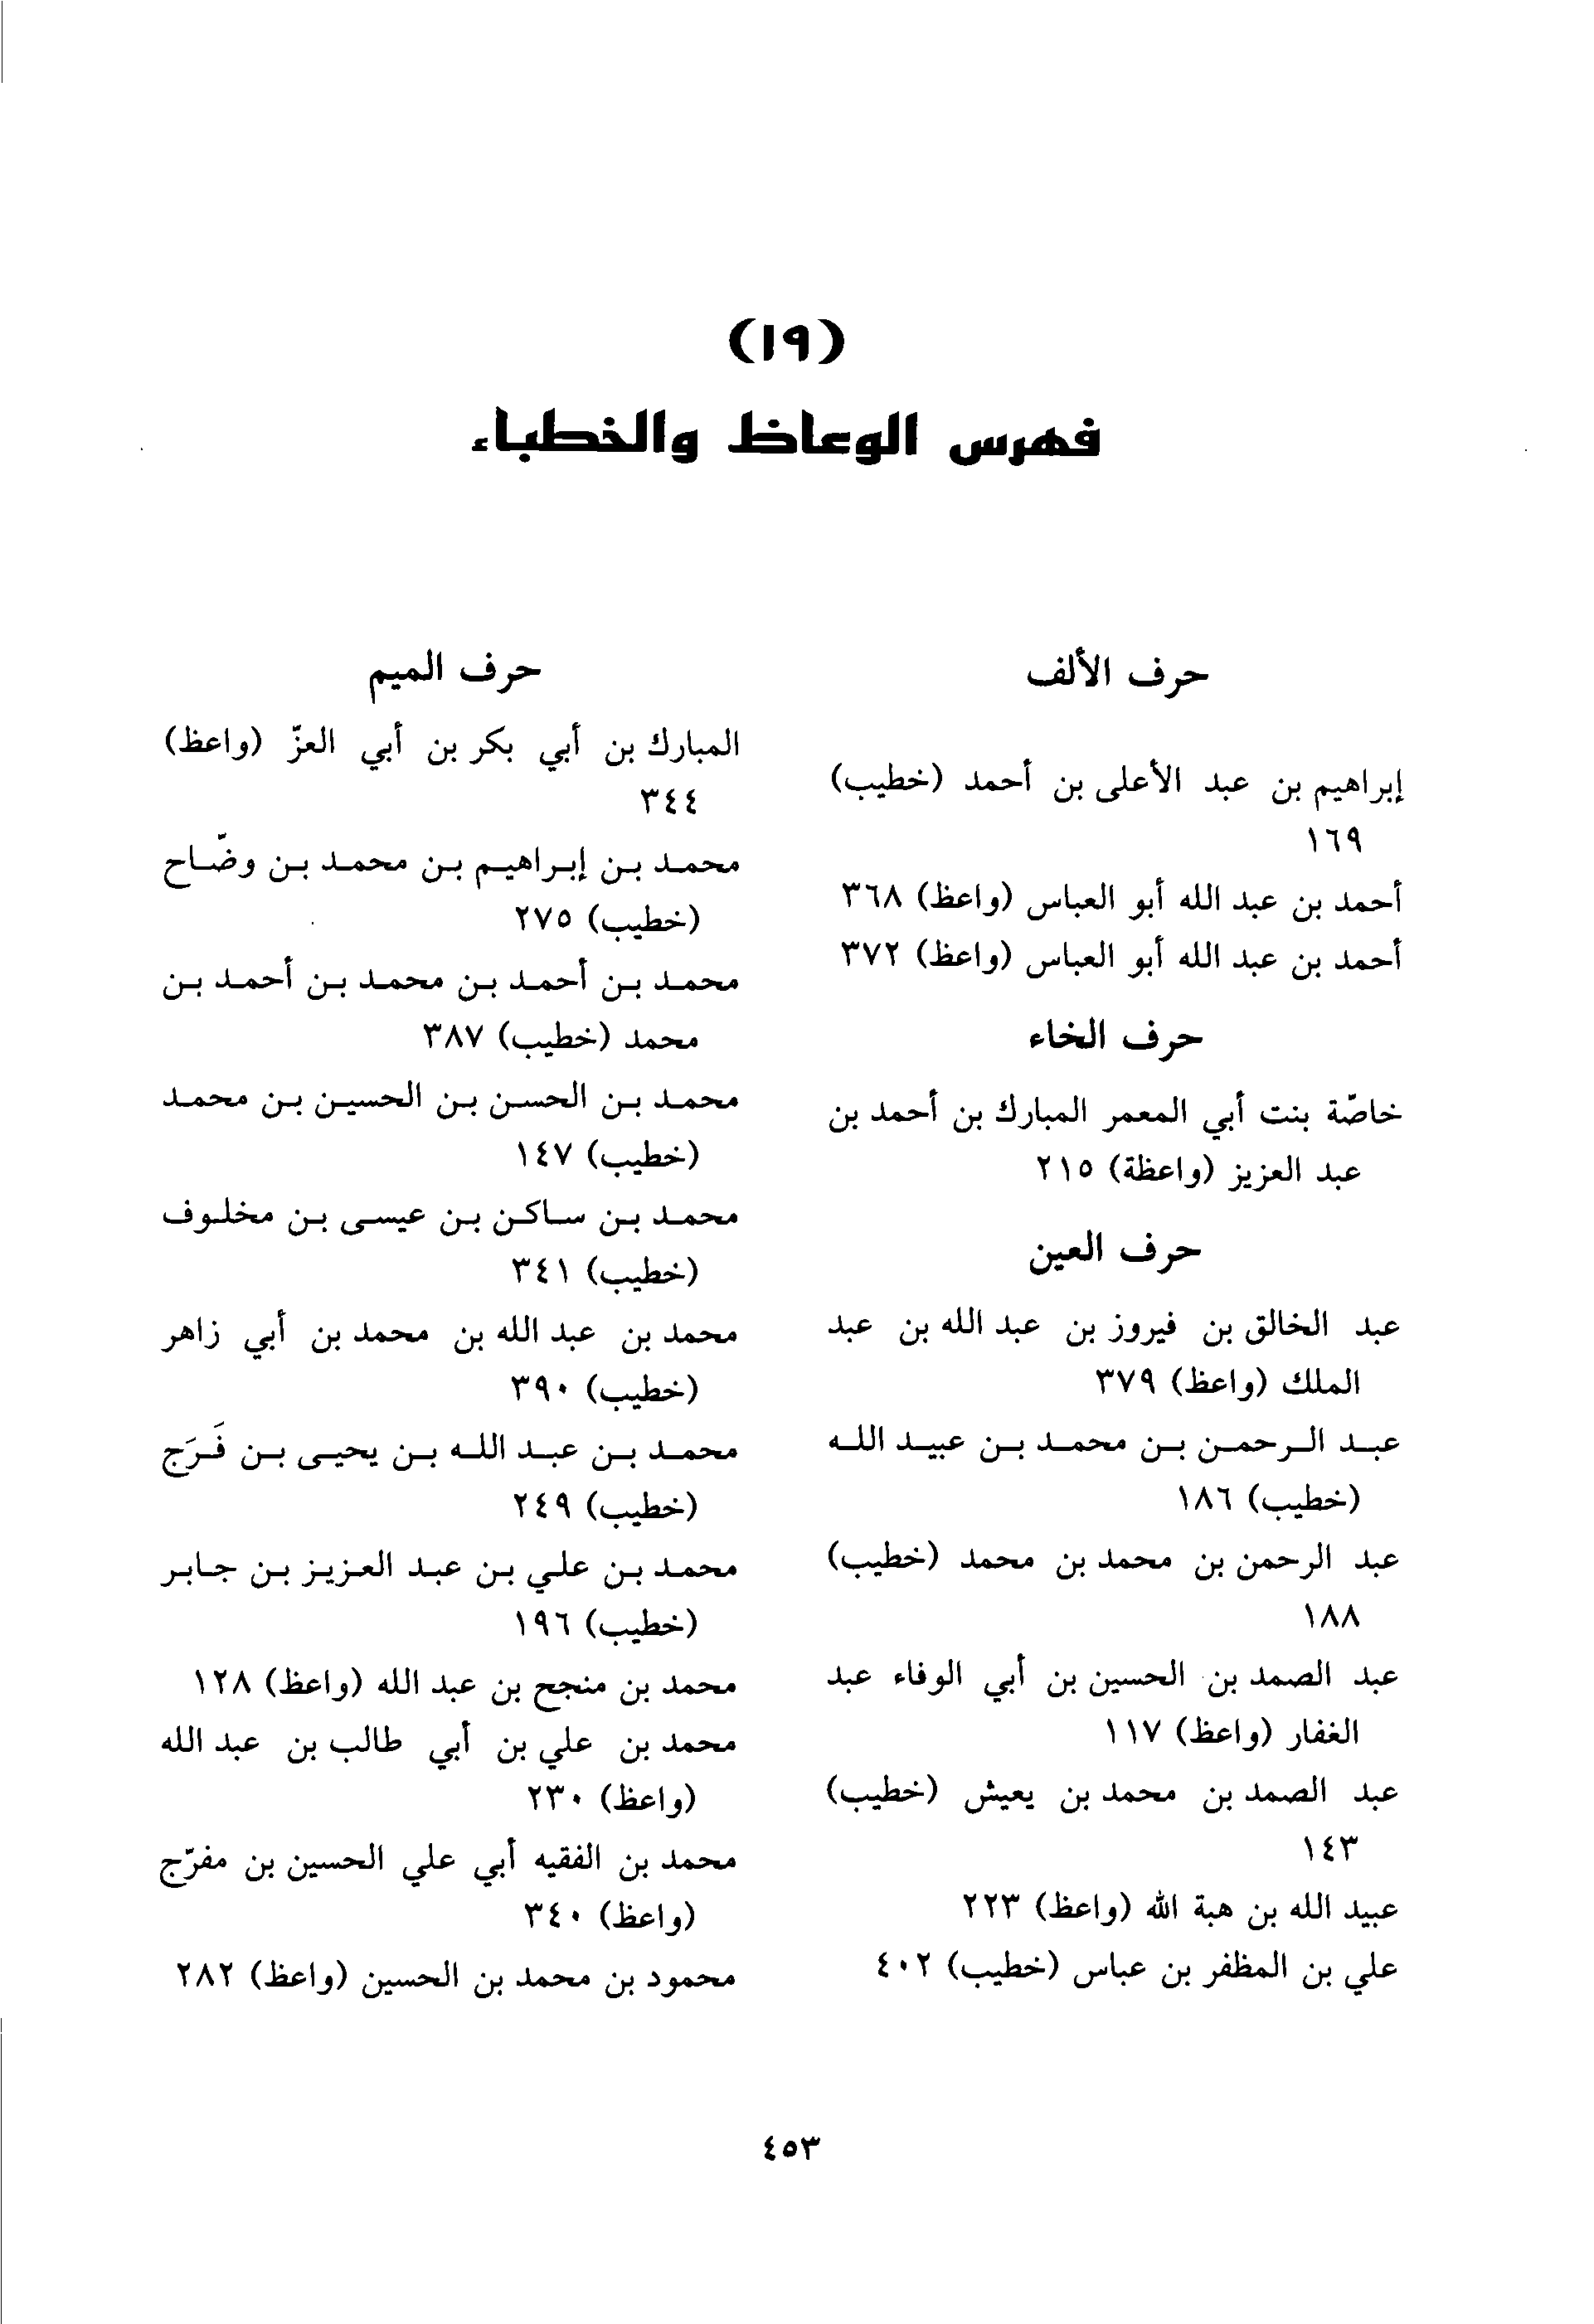 (١٩)
فهرس الوعاظ والخطباء
حرف الألف
إبراهيم بن عبد الأعلى بن أحمد (خطيب)
١٦٩
أحمد بن عبد الله أبو العباس (واعظ) ٣٦٨
أحمد بن عبد الله أبو العباس (واعظ) ٣٧٢
حرف الخاء
خاصّة بنت أبي المعمر المبارك بن أحمد بن
عبد العزيز (واعظة) ٢١٥
حرف العين
عبد الخالق بن فيروز بن عبد الله بن عبد
الملك (واعظ) ٣٧٩
عبد الرحمن بن محمد بن عبيد الله
(خطيب) ١٨٦
عبد الرحمن بن محمد بن محمد (خطيب)
١٨٨
عبد الصمد بن الحسين بن أبي الوفاء عبد
الغفار (واعظ) ١١٧
عبد الصمد بن محمد بن يعيش (خطيب)
١٤٣
عبيد الله بن هبة الله (واعظ) ٢٢٣
علي بن المظفر بن عباس (خطيب) ٤٠٢
حرف الميم
المبارك بن أبي بكر بن أبي العزّ (واعظ)
٣٤٤
محمد بن إبراهيم بن محمد بن وضّاح
(خطيب) ٢٧٥
محمد بن أحمد بن محمد بن أحمد بن
محمد (خطيب) ٣٨٧
محمد بن الحسن بن الحسين بن محمد
(خطيب) ١٤٧
محمد بن ساكن بن عيسى بن مخلوف
(خطيب) ٣٤١
محمد بن عبد الله بن محمد بن أبي زاهر
(خطيب) ٣٩٠
محمد بن عبد الله بن يحيى بن فَرَج
(خطيب) ٢٤٩
محمد بن علي بن عبد العزيز بن جابر
(خطيب) ١٩٦
محمد بن منجح بن عبد الله (واعظ) ١٢٨
محمد بن علي بن أبي طالب بن عبد الله
(واعظ) ٢٣٠
محمد بن الفقيه أبي علي الحسين بن مفرّج
(واعظ) ٣٤٠
محمود بن محمد بن الحسين (واعظ) ٢٨٢
٤٥٣